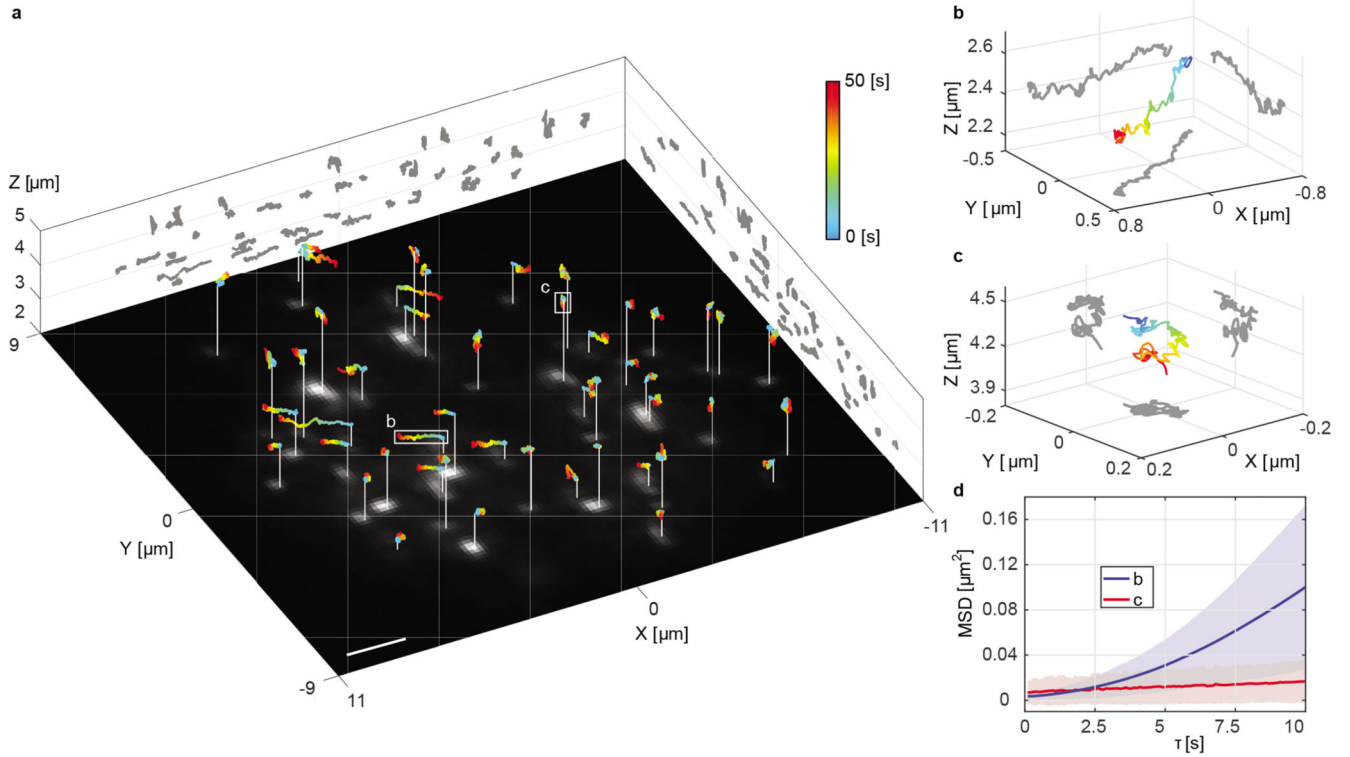 a
50 [s]
0 [s]
Z [µm]
5
4
3
2
9
c
b
0
Y [µm]
-9
11
X [µm]
0
-11
b
2.6
2.4
2.2
Z [µm]
-0.5
0
0.5
Y [µm]
0.8
0
-0.8
X [µm]
c
4.5
4.2
3.9
Z [µm]
-0.2
0
0.2
Y [µm]
0.2
0
-0.2
X [µm]
d
0.16
0.12
0.08
0.04
0
MSD [µm²]
b
c
0
2.5
5
7.5
10
τ [s]